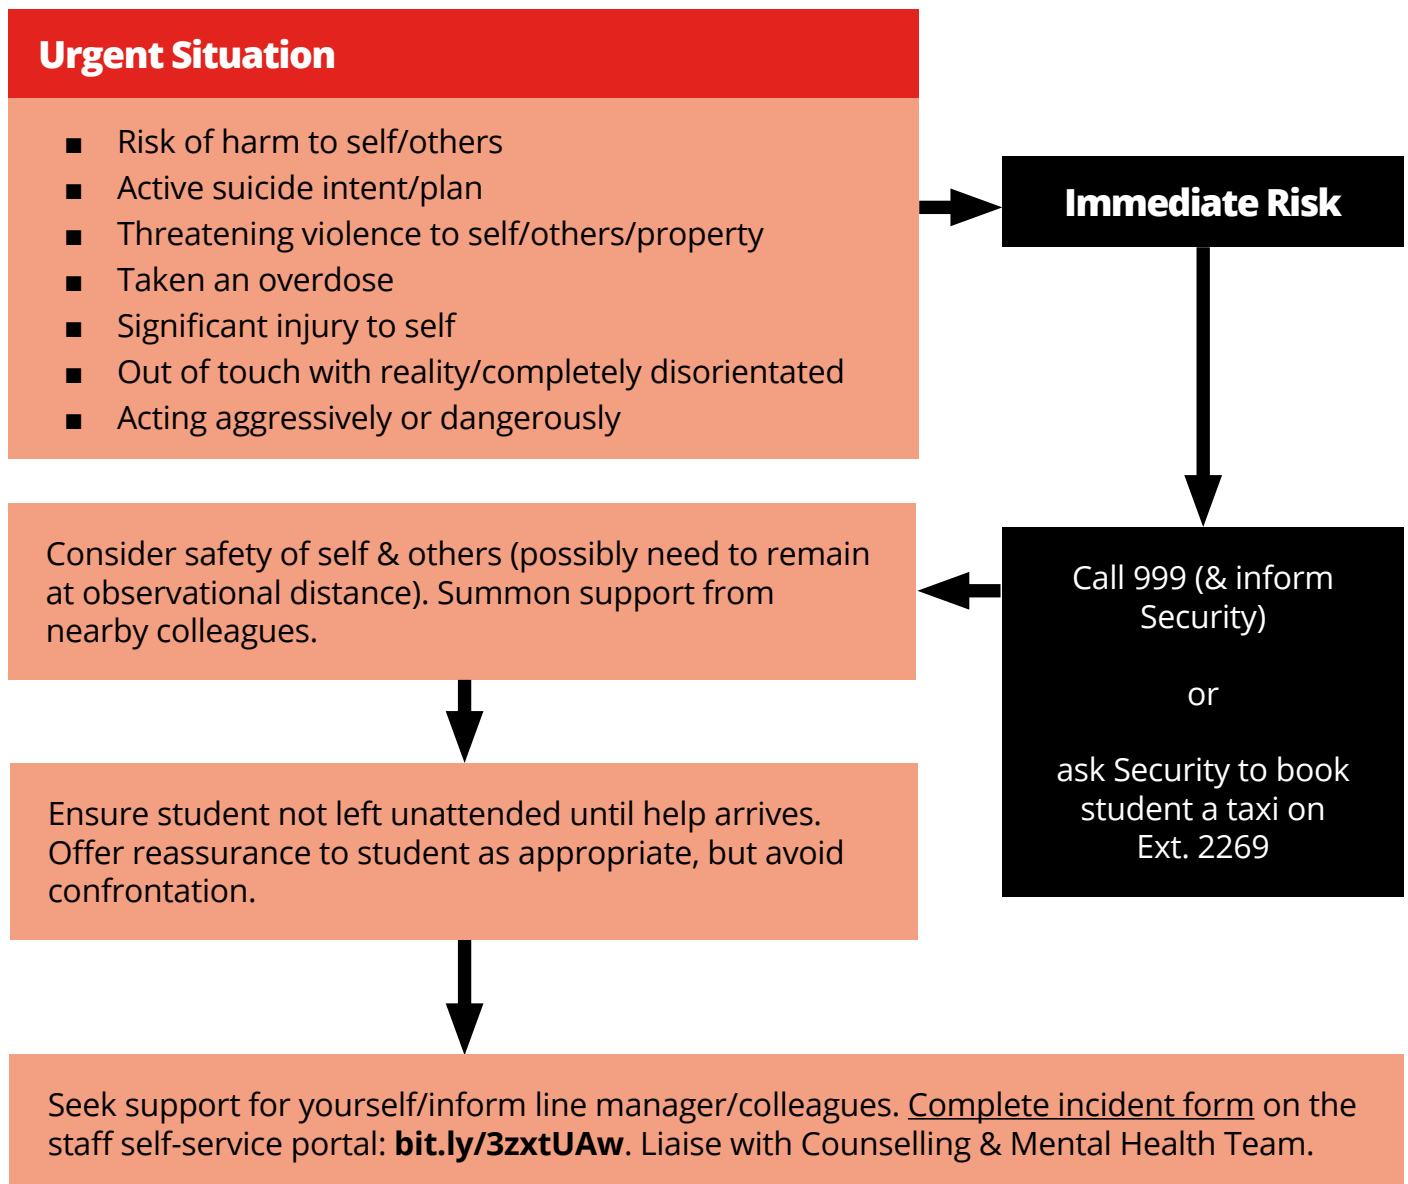 Urgent Situation
▪ Risk of harm to self/others
▪ Active suicide intent/plan
▪ Threatening violence to self/others/property
▪ Taken an overdose
▪ Significant injury to self
▪ Out of touch with reality/completely disorientated
▪ Acting aggressively or dangerously
Immediate Risk
Call 999 (& inform
Security)
or
ask Security to book
student a taxi on
Ext. 2269
Consider safety of self & others (possibly need to remain
at observational distance). Summon support from
nearby colleagues.
Ensure student not left unattended until help arrives.
Offer reassurance to student as appropriate, but avoid
confrontation.
Seek support for yourself/inform line manager/colleagues. Complete incident form on the
staff self-service portal: bit.ly/3zxtUAw. Liaise with Counselling & Mental Health Team.